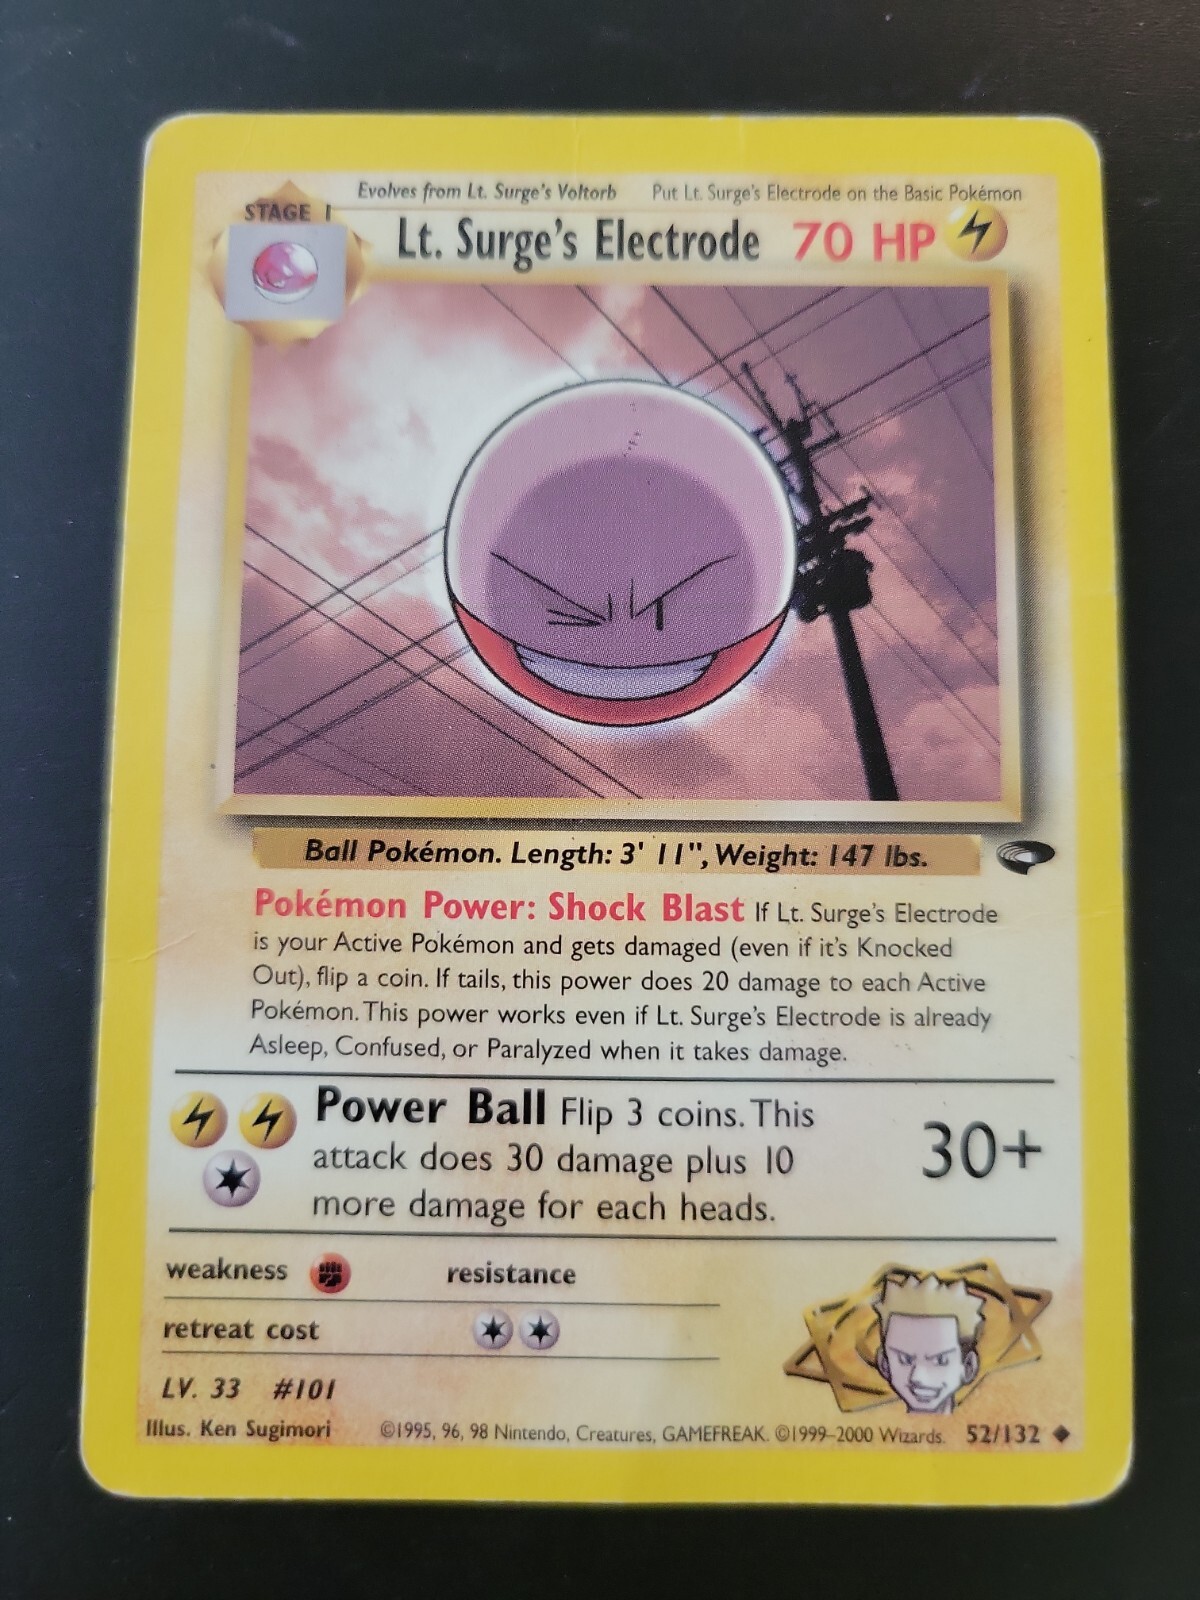 Evolves from Lt. Surge's Voltorb Put Lt. Surge's Electrode on the Basic Pokémon
STAGE 1
Lt. Surge's Electrode 70 HP
Ball Pokémon. Length: 3' 11", Weight: 147 lbs.
Pokémon Power: Shock Blast If Lt. Surge's Electrode
is your Active Pokémon and gets damaged (even if it's Knocked
Out), flip a coin. If tails, this power does 20 damage to each Active
Pokémon. This power works even if Lt. Surge's Electrode is already
Asleep, Confused, or Paralyzed when it takes damage.
Power Ball Flip 3 coins. This
attack does 30 damage plus 10
more damage for each heads.
30+
weakness resistance
retreat cost
LV. 33 #101
Illus. Ken Sugimori ©1995, 96, 98 Nintendo, Creatures, GAMEFREAK. ©1999-2000 Wizards. 52/132